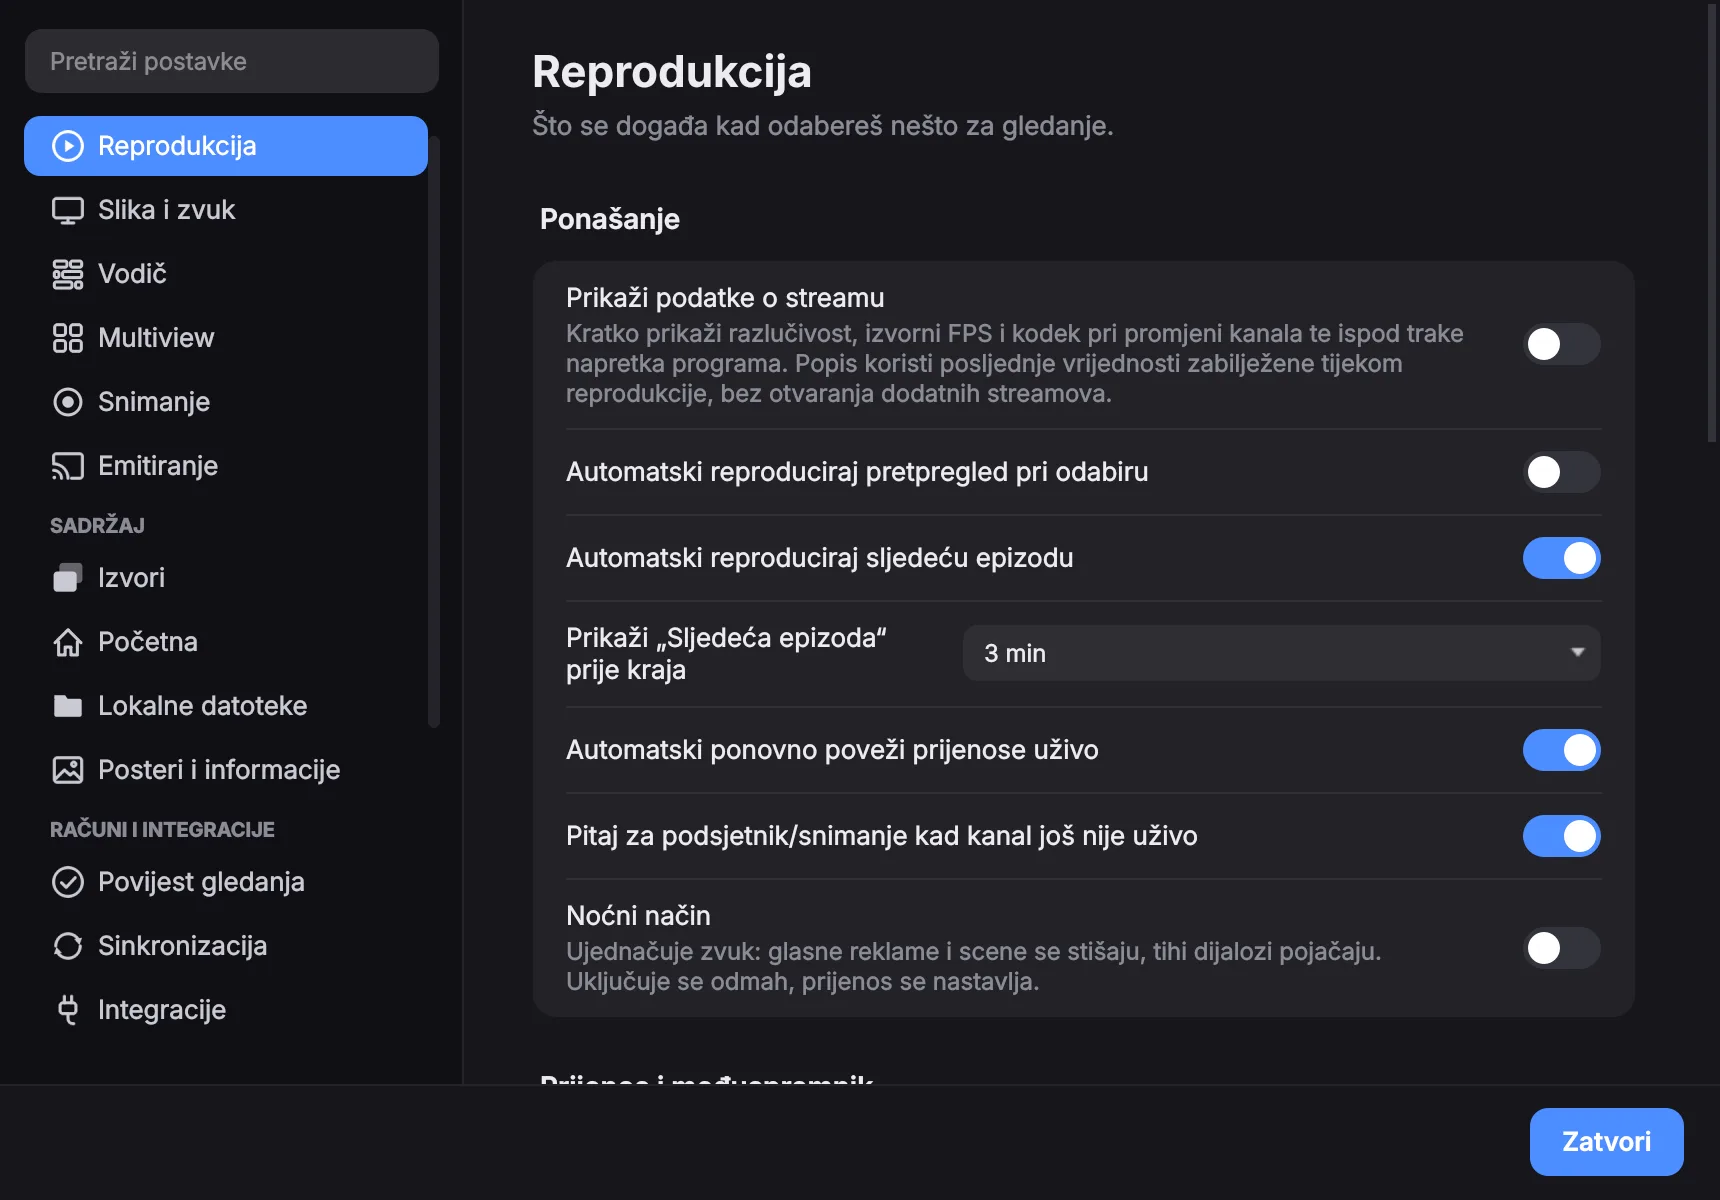 Pretraži postavke
Reprodukcija
Slika i zvuk
Vodič
Multiview
Snimanje
Emitiranje
SADRŽAJ
Izvori
Početna
Lokalne datoteke
Posteri i informacije
RAČUNI I INTEGRACIJE
Povijest gledanja
Sinkronizacija
Integracije
Reprodukcija
Što se događa kad odabereš nešto za gledanje.
Ponašanje
Prikaži podatke o streamu
Kratko prikaži razlučivost, izvorni FPS i kodek pri promjeni kanala te ispod trake
napretka programa. Popis koristi posljednje vrijednosti zabilježene tijekom
reprodukcije, bez otvaranja dodatnih streamova.
Automatski reproduciraj pretpregled pri odabiru
Automatski reproduciraj sljedeću epizodu
Prikaži „Sljedeća epizoda“
prije kraja
3 min
Automatski ponovno poveži prijenose uživo
Pitaj za podsjetnik/snimanje kad kanal još nije uživo
Noćni način
Ujednačuje zvuk: glasne reklame i scene se stišaju, tihi dijalozi pojačaju.
Uključuje se odmah, prijenos se nastavlja.
Prijenos i međuspremnik
Zatvori